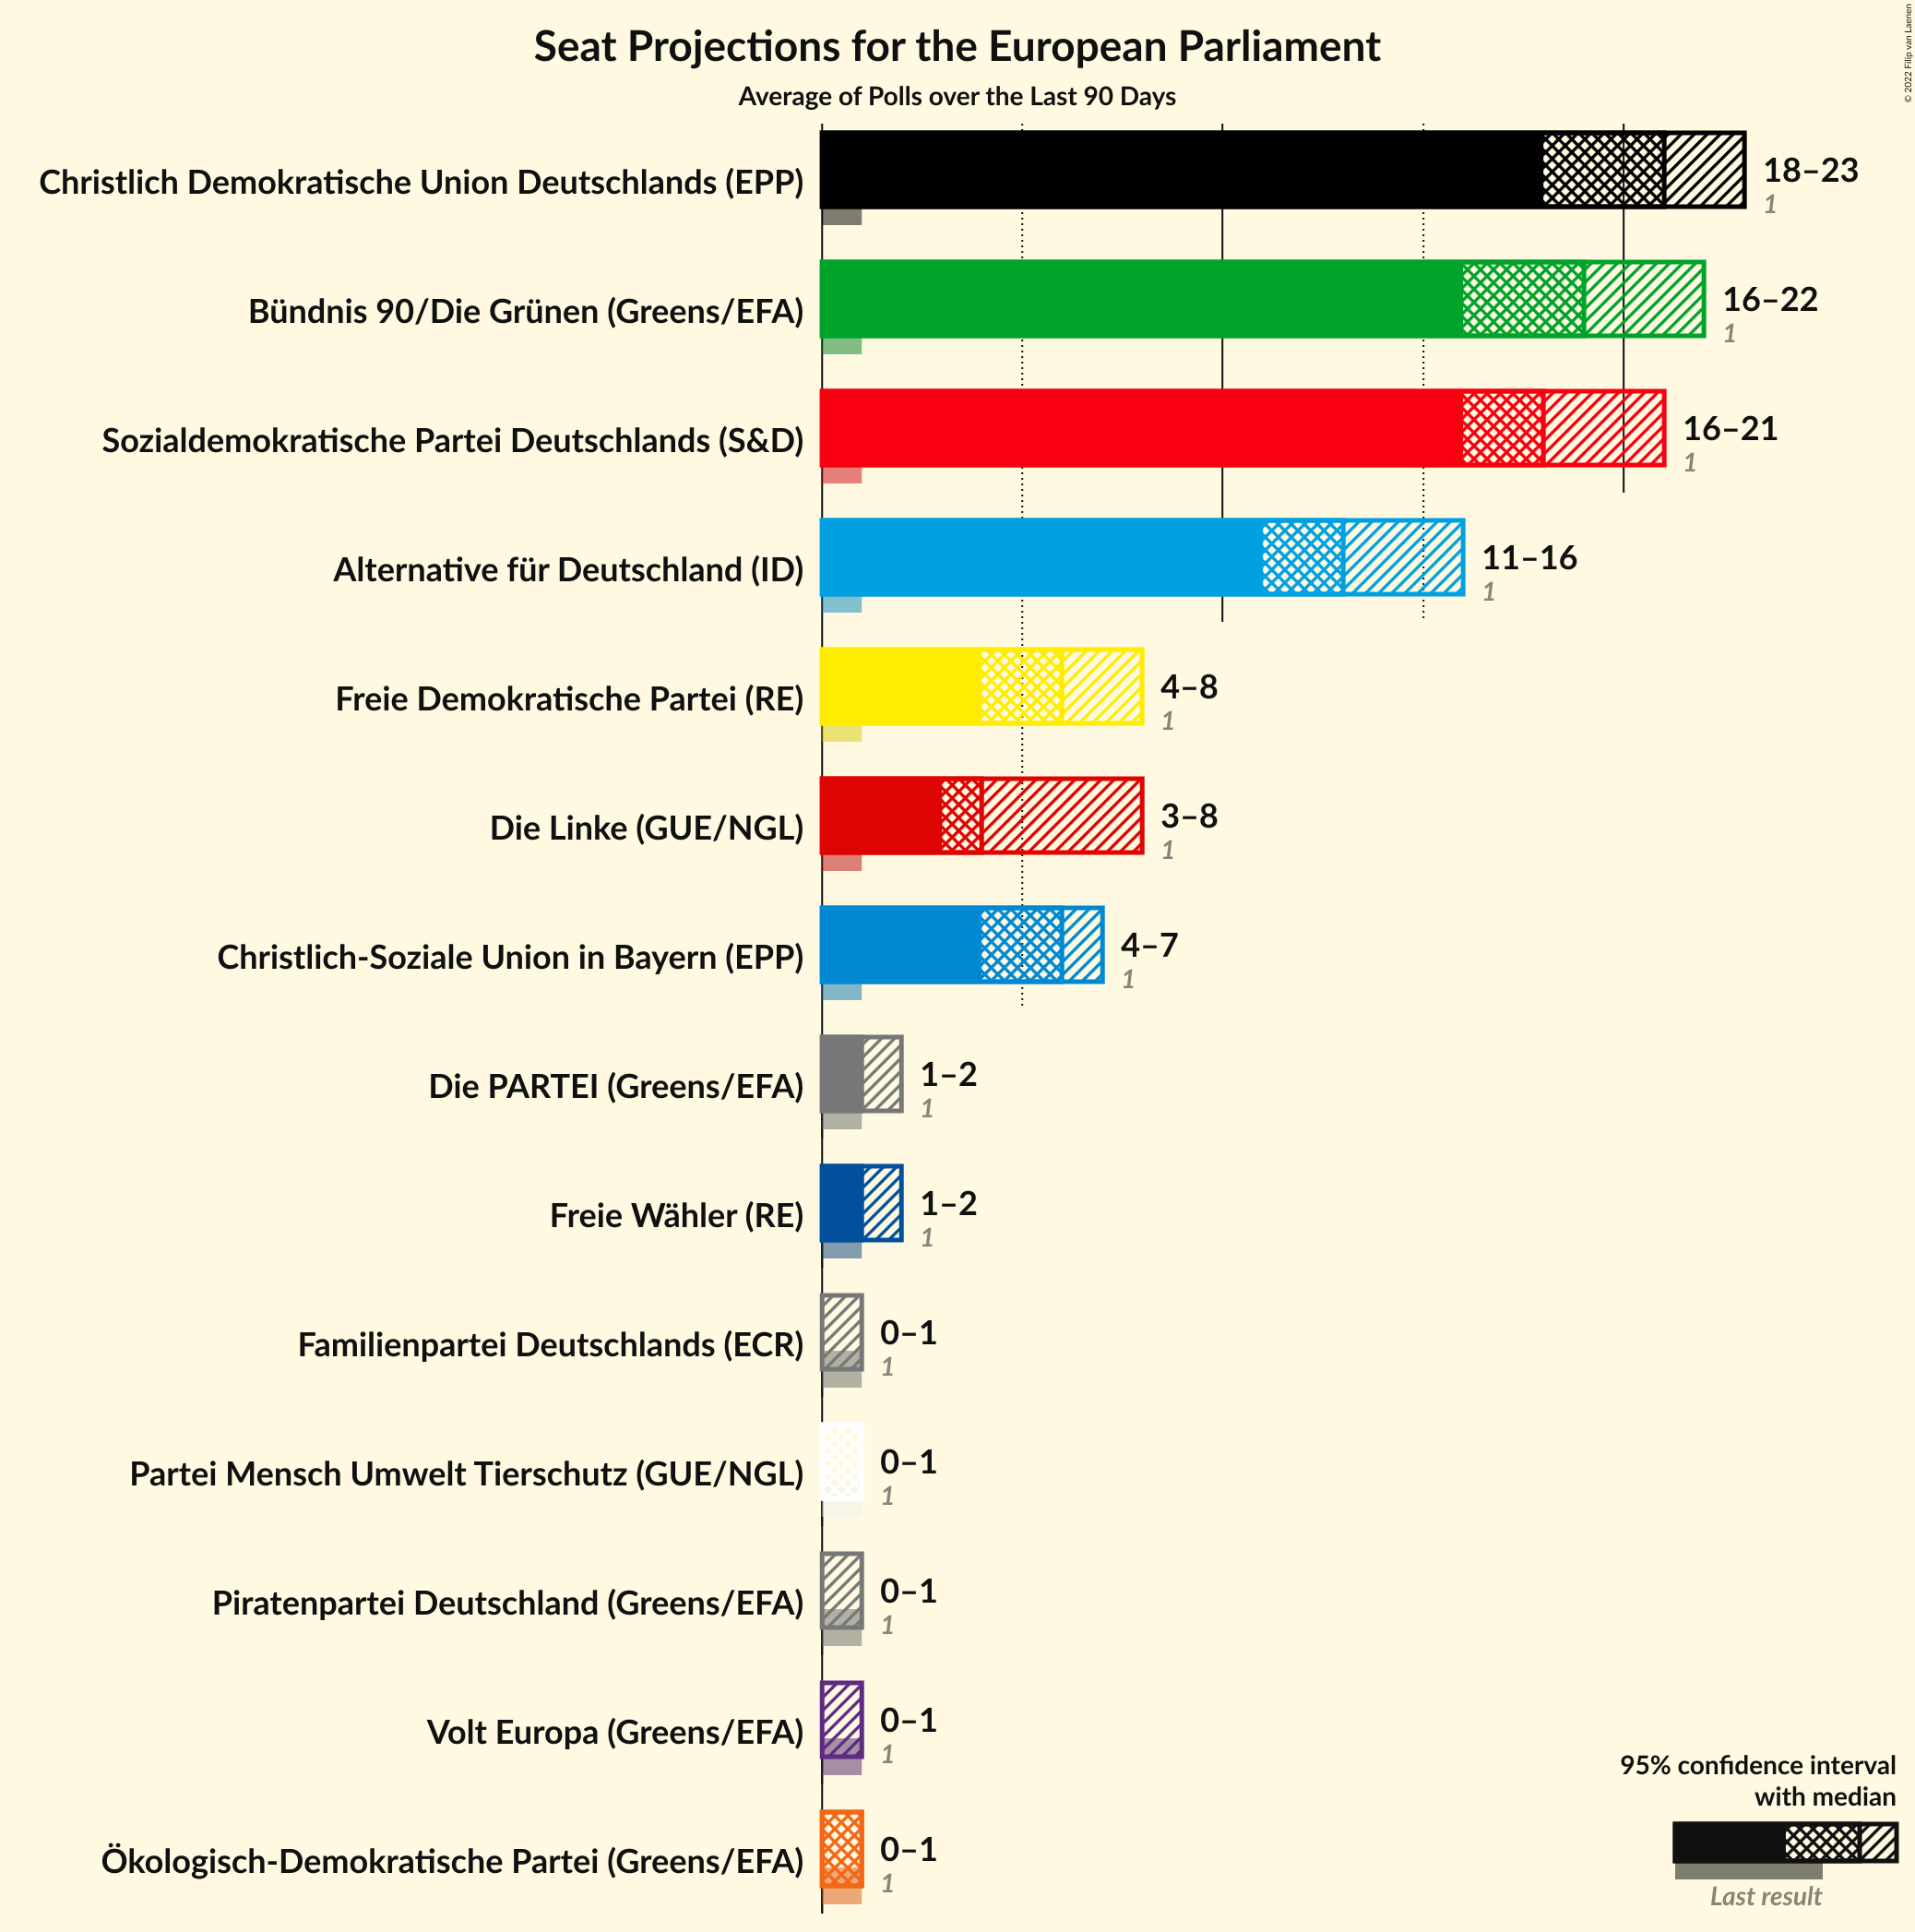 Seat Projections for the European Parliament
Average of Polls over the Last 90 Days
© 2022 Filip van Laenen
Christlich Demokratische Union Deutschlands (EPP)
18–23
1
Bündnis 90/Die Grünen (Greens/EFA)
16–22
1
Sozialdemokratische Partei Deutschlands (S&D)
16–21
1
Alternative für Deutschland (ID)
11–16
1
Freie Demokratische Partei (RE)
4–8
1
Die Linke (GUE/NGL)
3–8
1
Christlich-Soziale Union in Bayern (EPP)
4–7
1
Die PARTEI (Greens/EFA)
1–2
1
Freie Wähler (RE)
1–2
1
Familienpartei Deutschlands (ECR)
0–1
1
Partei Mensch Umwelt Tierschutz (GUE/NGL)
0–1
1
Piratenpartei Deutschland (Greens/EFA)
0–1
1
Volt Europa (Greens/EFA)
0–1
1
Ökologisch-Demokratische Partei (Greens/EFA)
0–1
1
95% confidence interval
with median
Last result